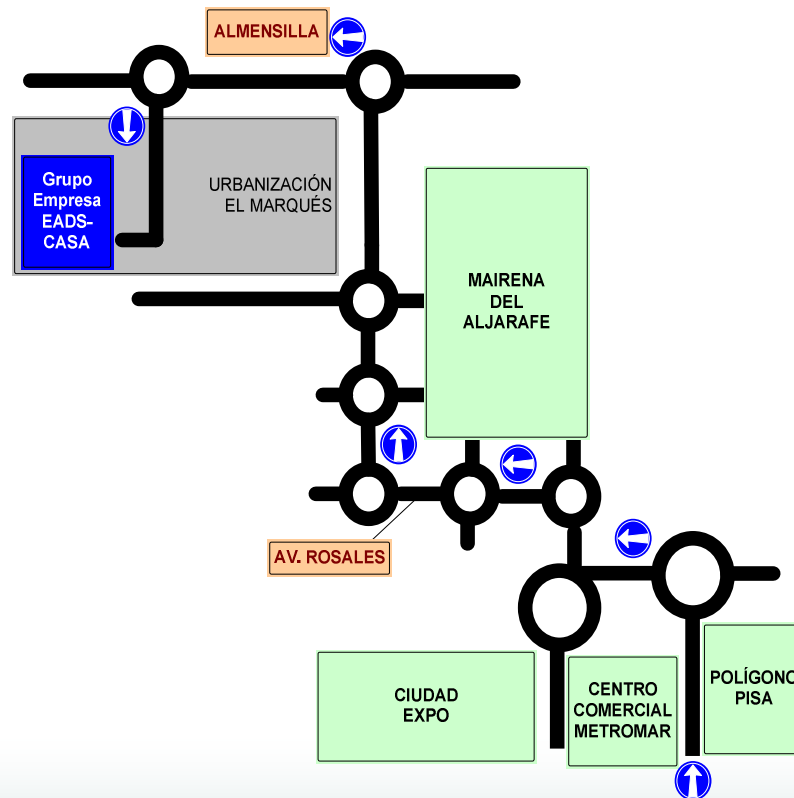 ALMENSILLA
Grupo
Empresa
EADS-
CASA
URBANIZACIÓN
EL MARQUÉS
MAIRENA
DEL
ALJARAFE
AV. ROSALES
CIUDAD
EXPO
CENTRO
COMERCIAL
METROMAR
POLÍGONO
PISA